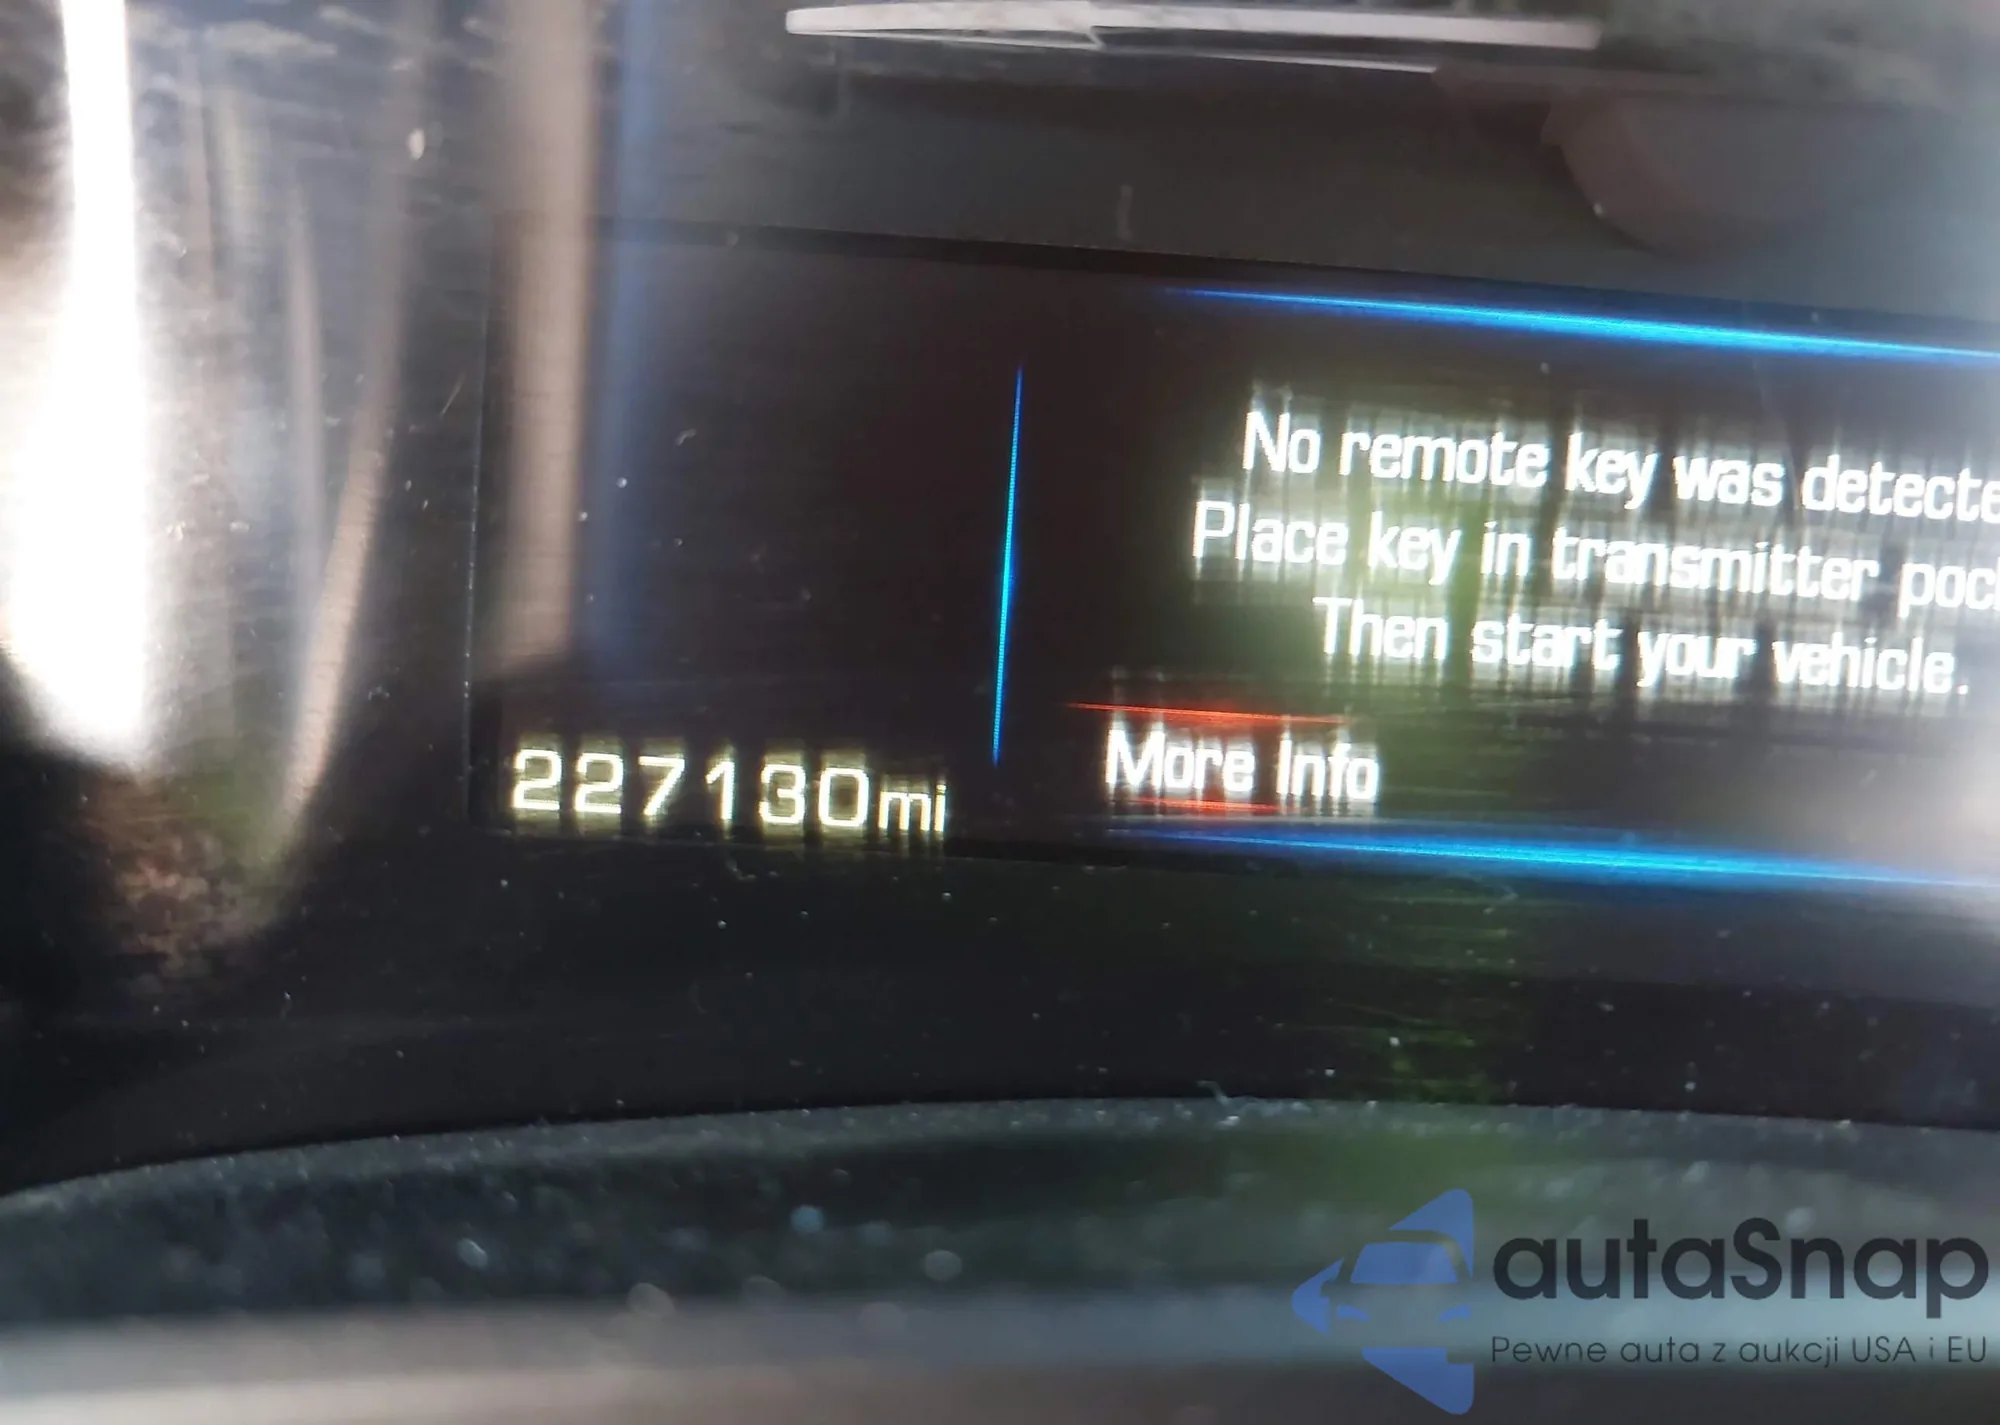 No remote key was detecte
Place key in transmitter poc
Then start your vehicle.
More Info
227130mi
autaSnap
Pewne auta z aukcji USA i EU